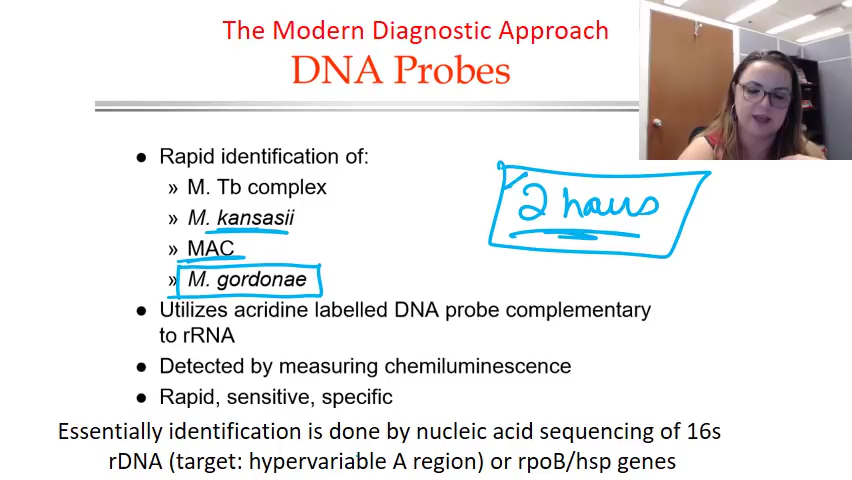 The Modern Diagnostic Approach
DNA Probes
● Rapid identification of:
» M. Tb complex
» M. kansasii
» MAC
» M. gordonae
● Utilizes acridine labelled DNA probe complementary
to rRNA
● Detected by measuring chemiluminescence
● Rapid, sensitive, specific
Essentially identification is done by nucleic acid sequencing of 16s
rDNA (target: hypervariable A region) or rpoB/hsp genes
2 hours